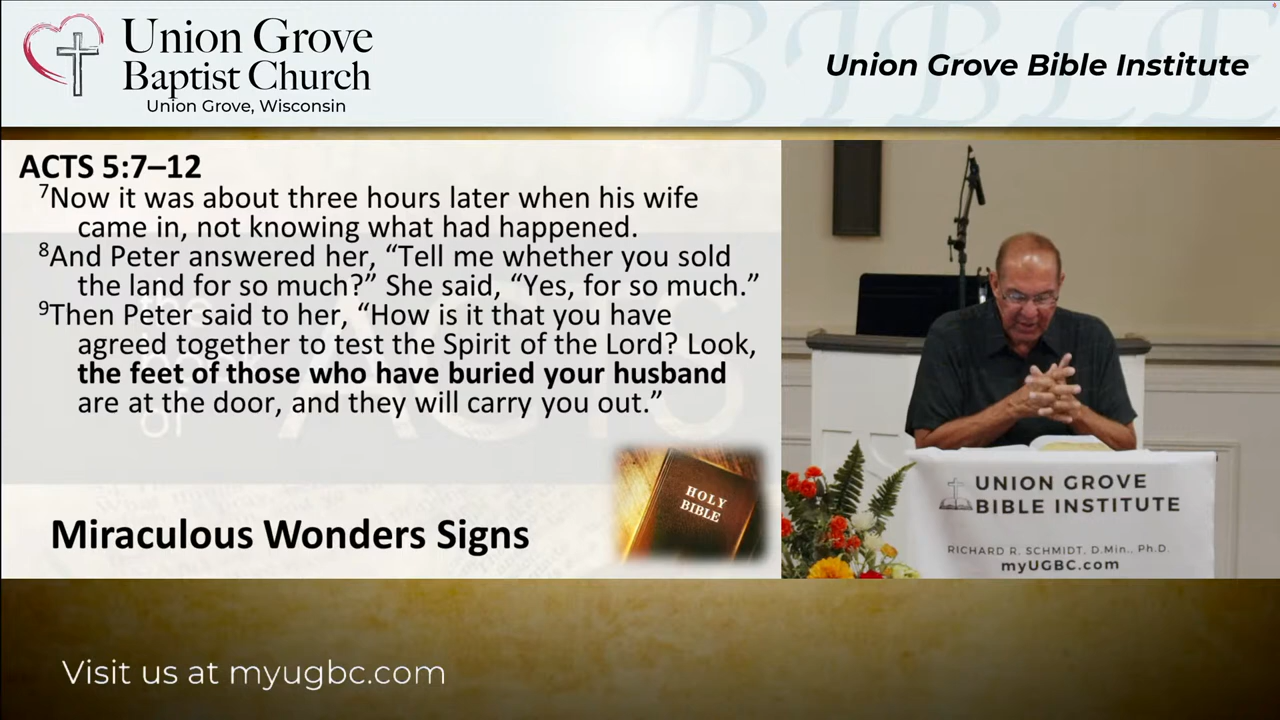 Union Grove
Baptist Church
Union Grove, Wisconsin
BIBLE
Union Grove Bible Institute
ACTS 5:7–12
⁷Now it was about three hours later when his wife
came in, not knowing what had happened.
⁸And Peter answered her, “Tell me whether you sold
the land for so much?” She said, “Yes, for so much.”
⁹Then Peter said to her, “How is it that you have
agreed together to test the Spirit of the Lord? Look,
the feet of those who have buried your husband
are at the door, and they will carry you out.”
the
of
ACTS
HOLY
BIBLE
Miraculous Wonders Signs
UNION GROVE
BIBLE INSTITUTE
RICHARD R. SCHMIDT, D.Min., Ph.D.
myUGBC.com
Visit us at myugbc.com